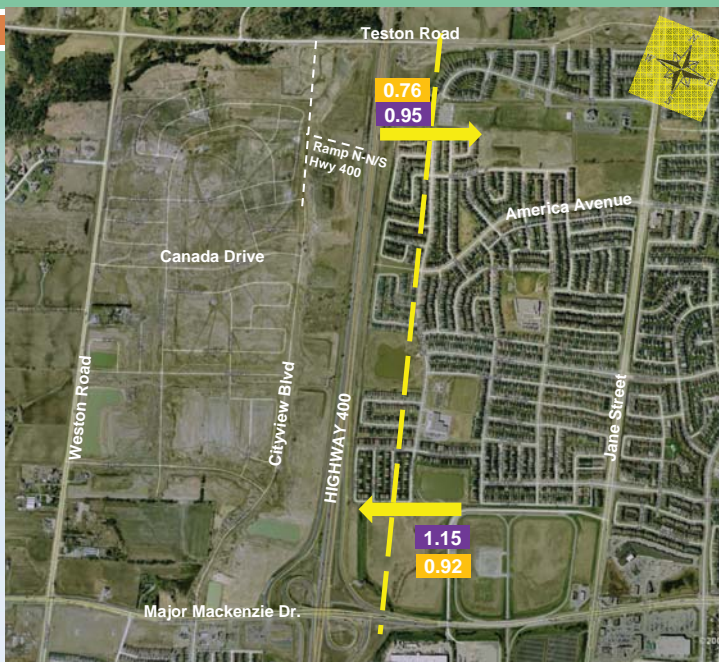 Teston Road
0.76
0.95
Ramp N-N/S
Hwy 400
America Avenue
Canada Drive
Weston Road
Cityview Blvd
HIGHWAY 400
Jane Street
1.15
0.92
Major Mackenzie Dr.